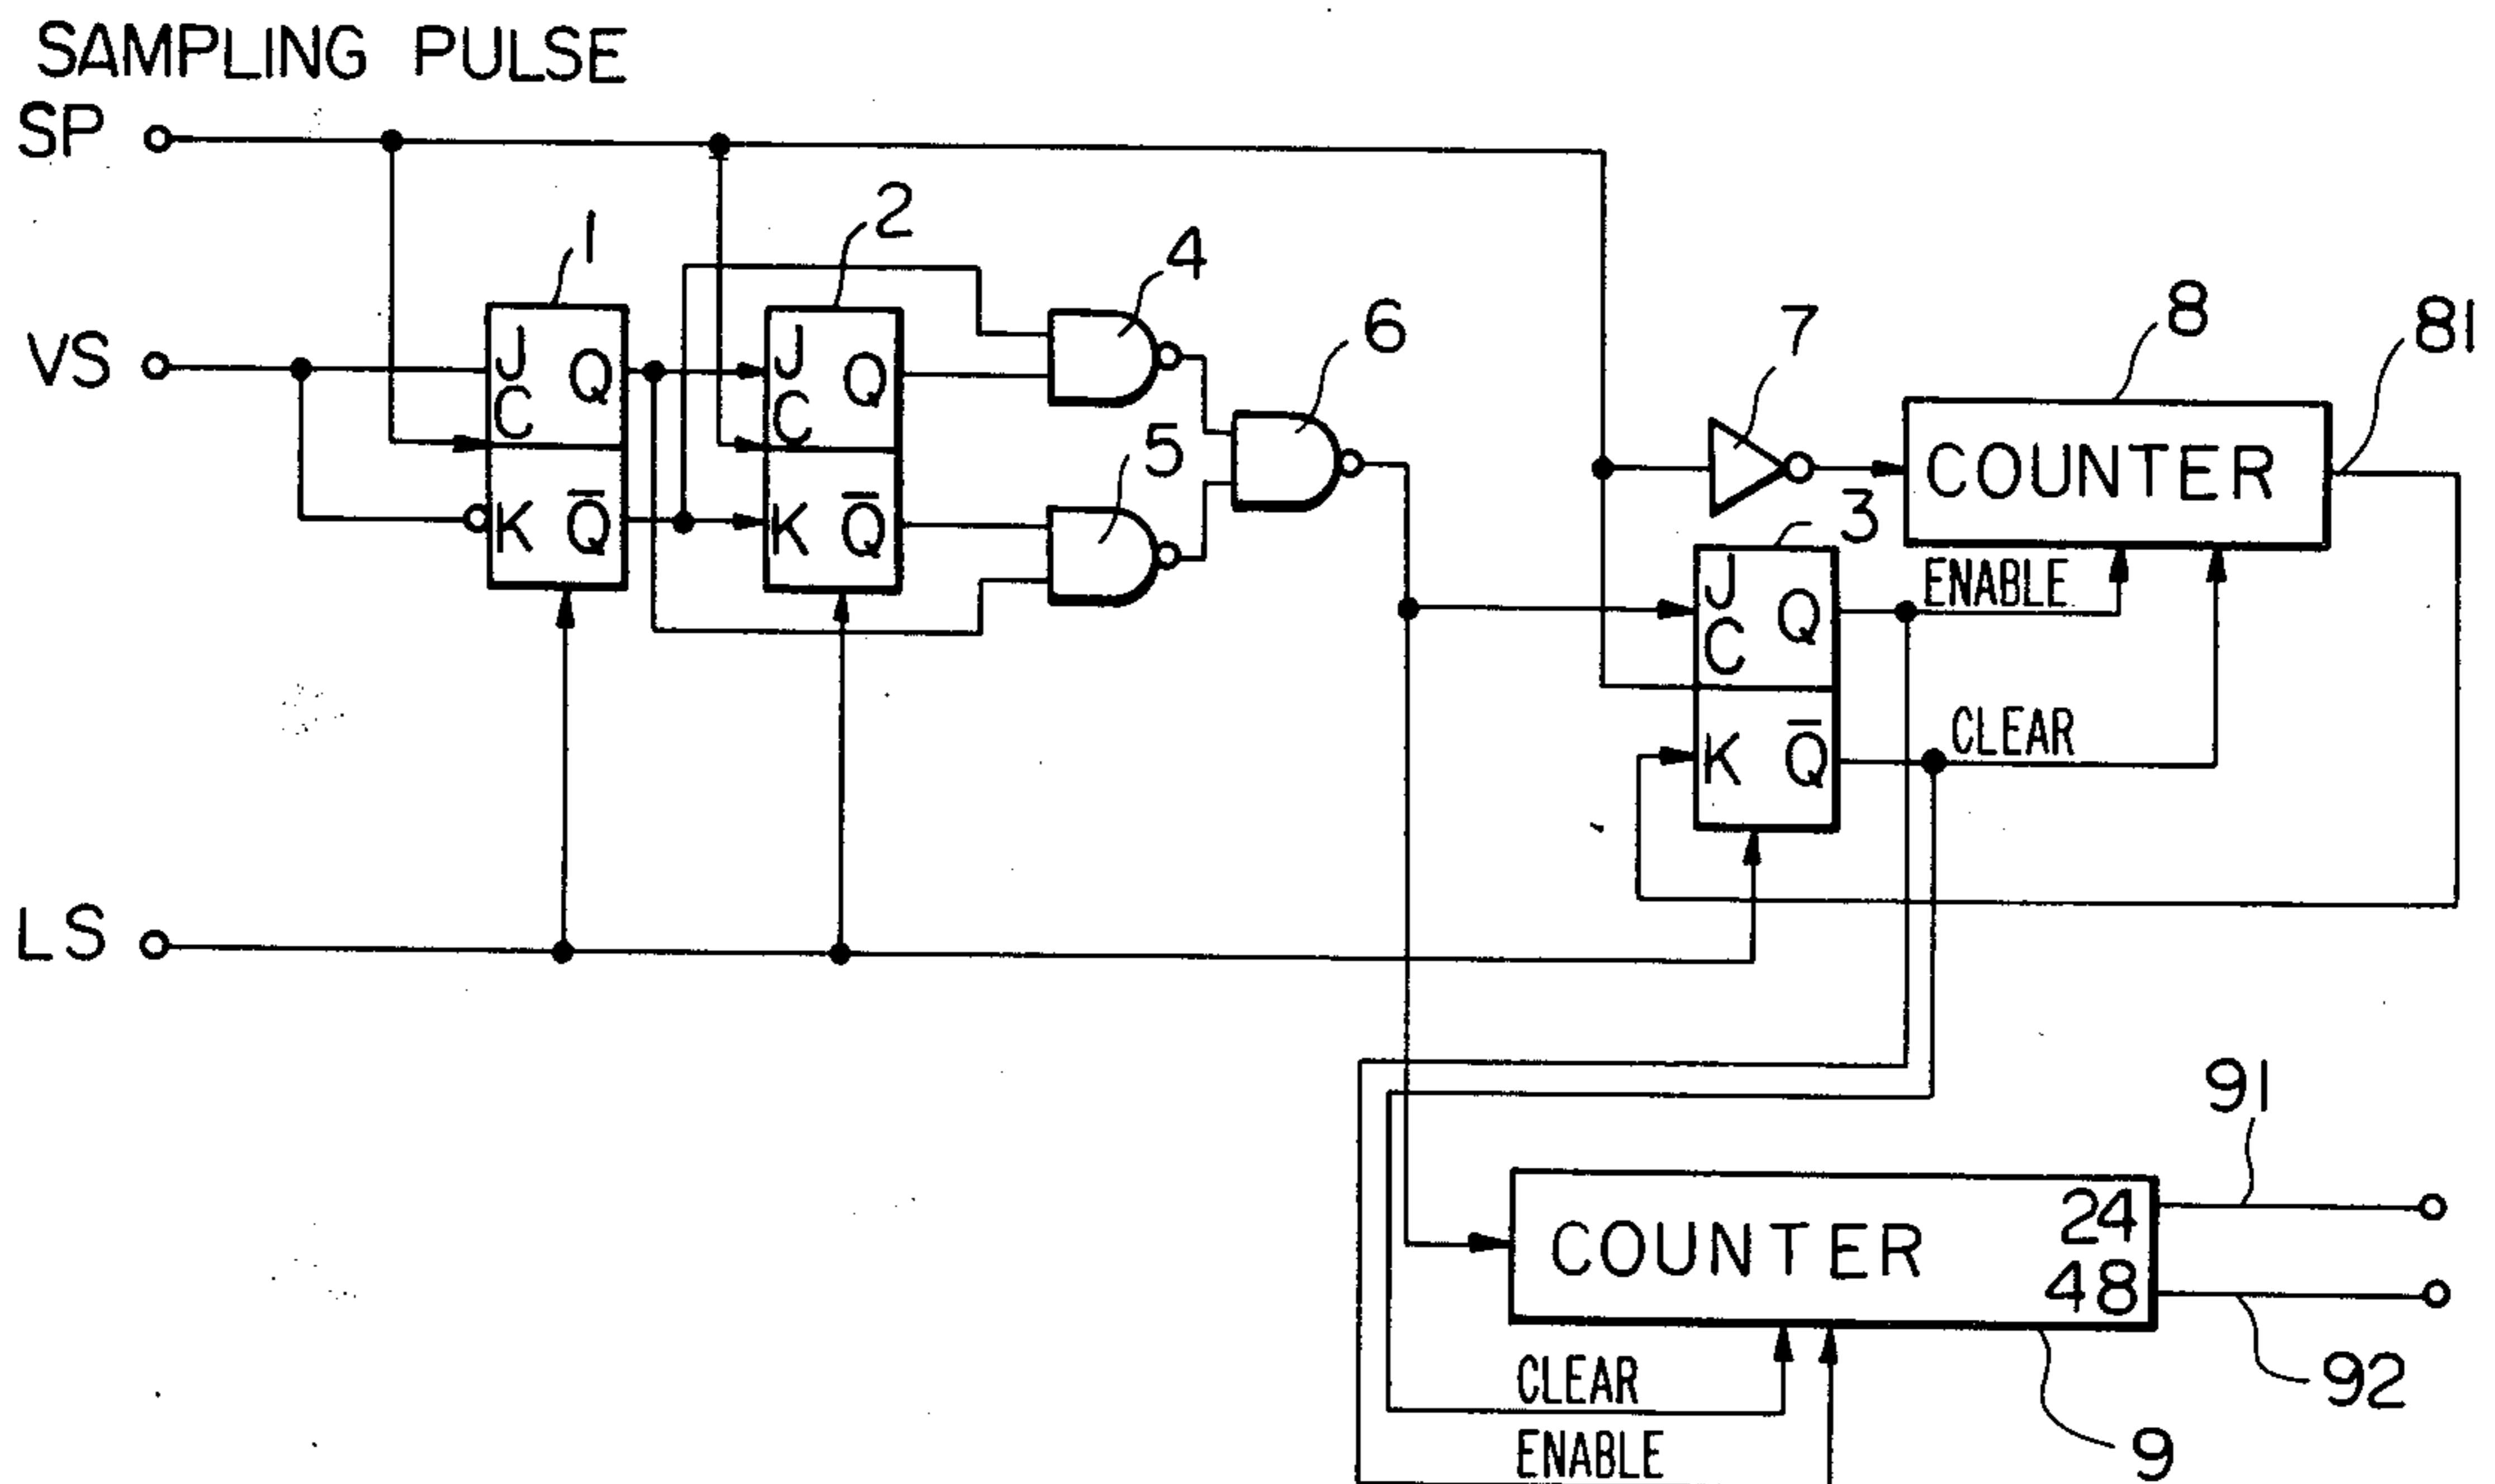 SAMPLING PULSE
SP
1
2
4
6
7
8
81
VS
J Q
C
K Q̅
J Q
C
K Q̅
5
COUNTER
3
ENABLE
J Q
C
K Q̅
CLEAR
LS
91
COUNTER
24
48
92
CLEAR
ENABLE
9